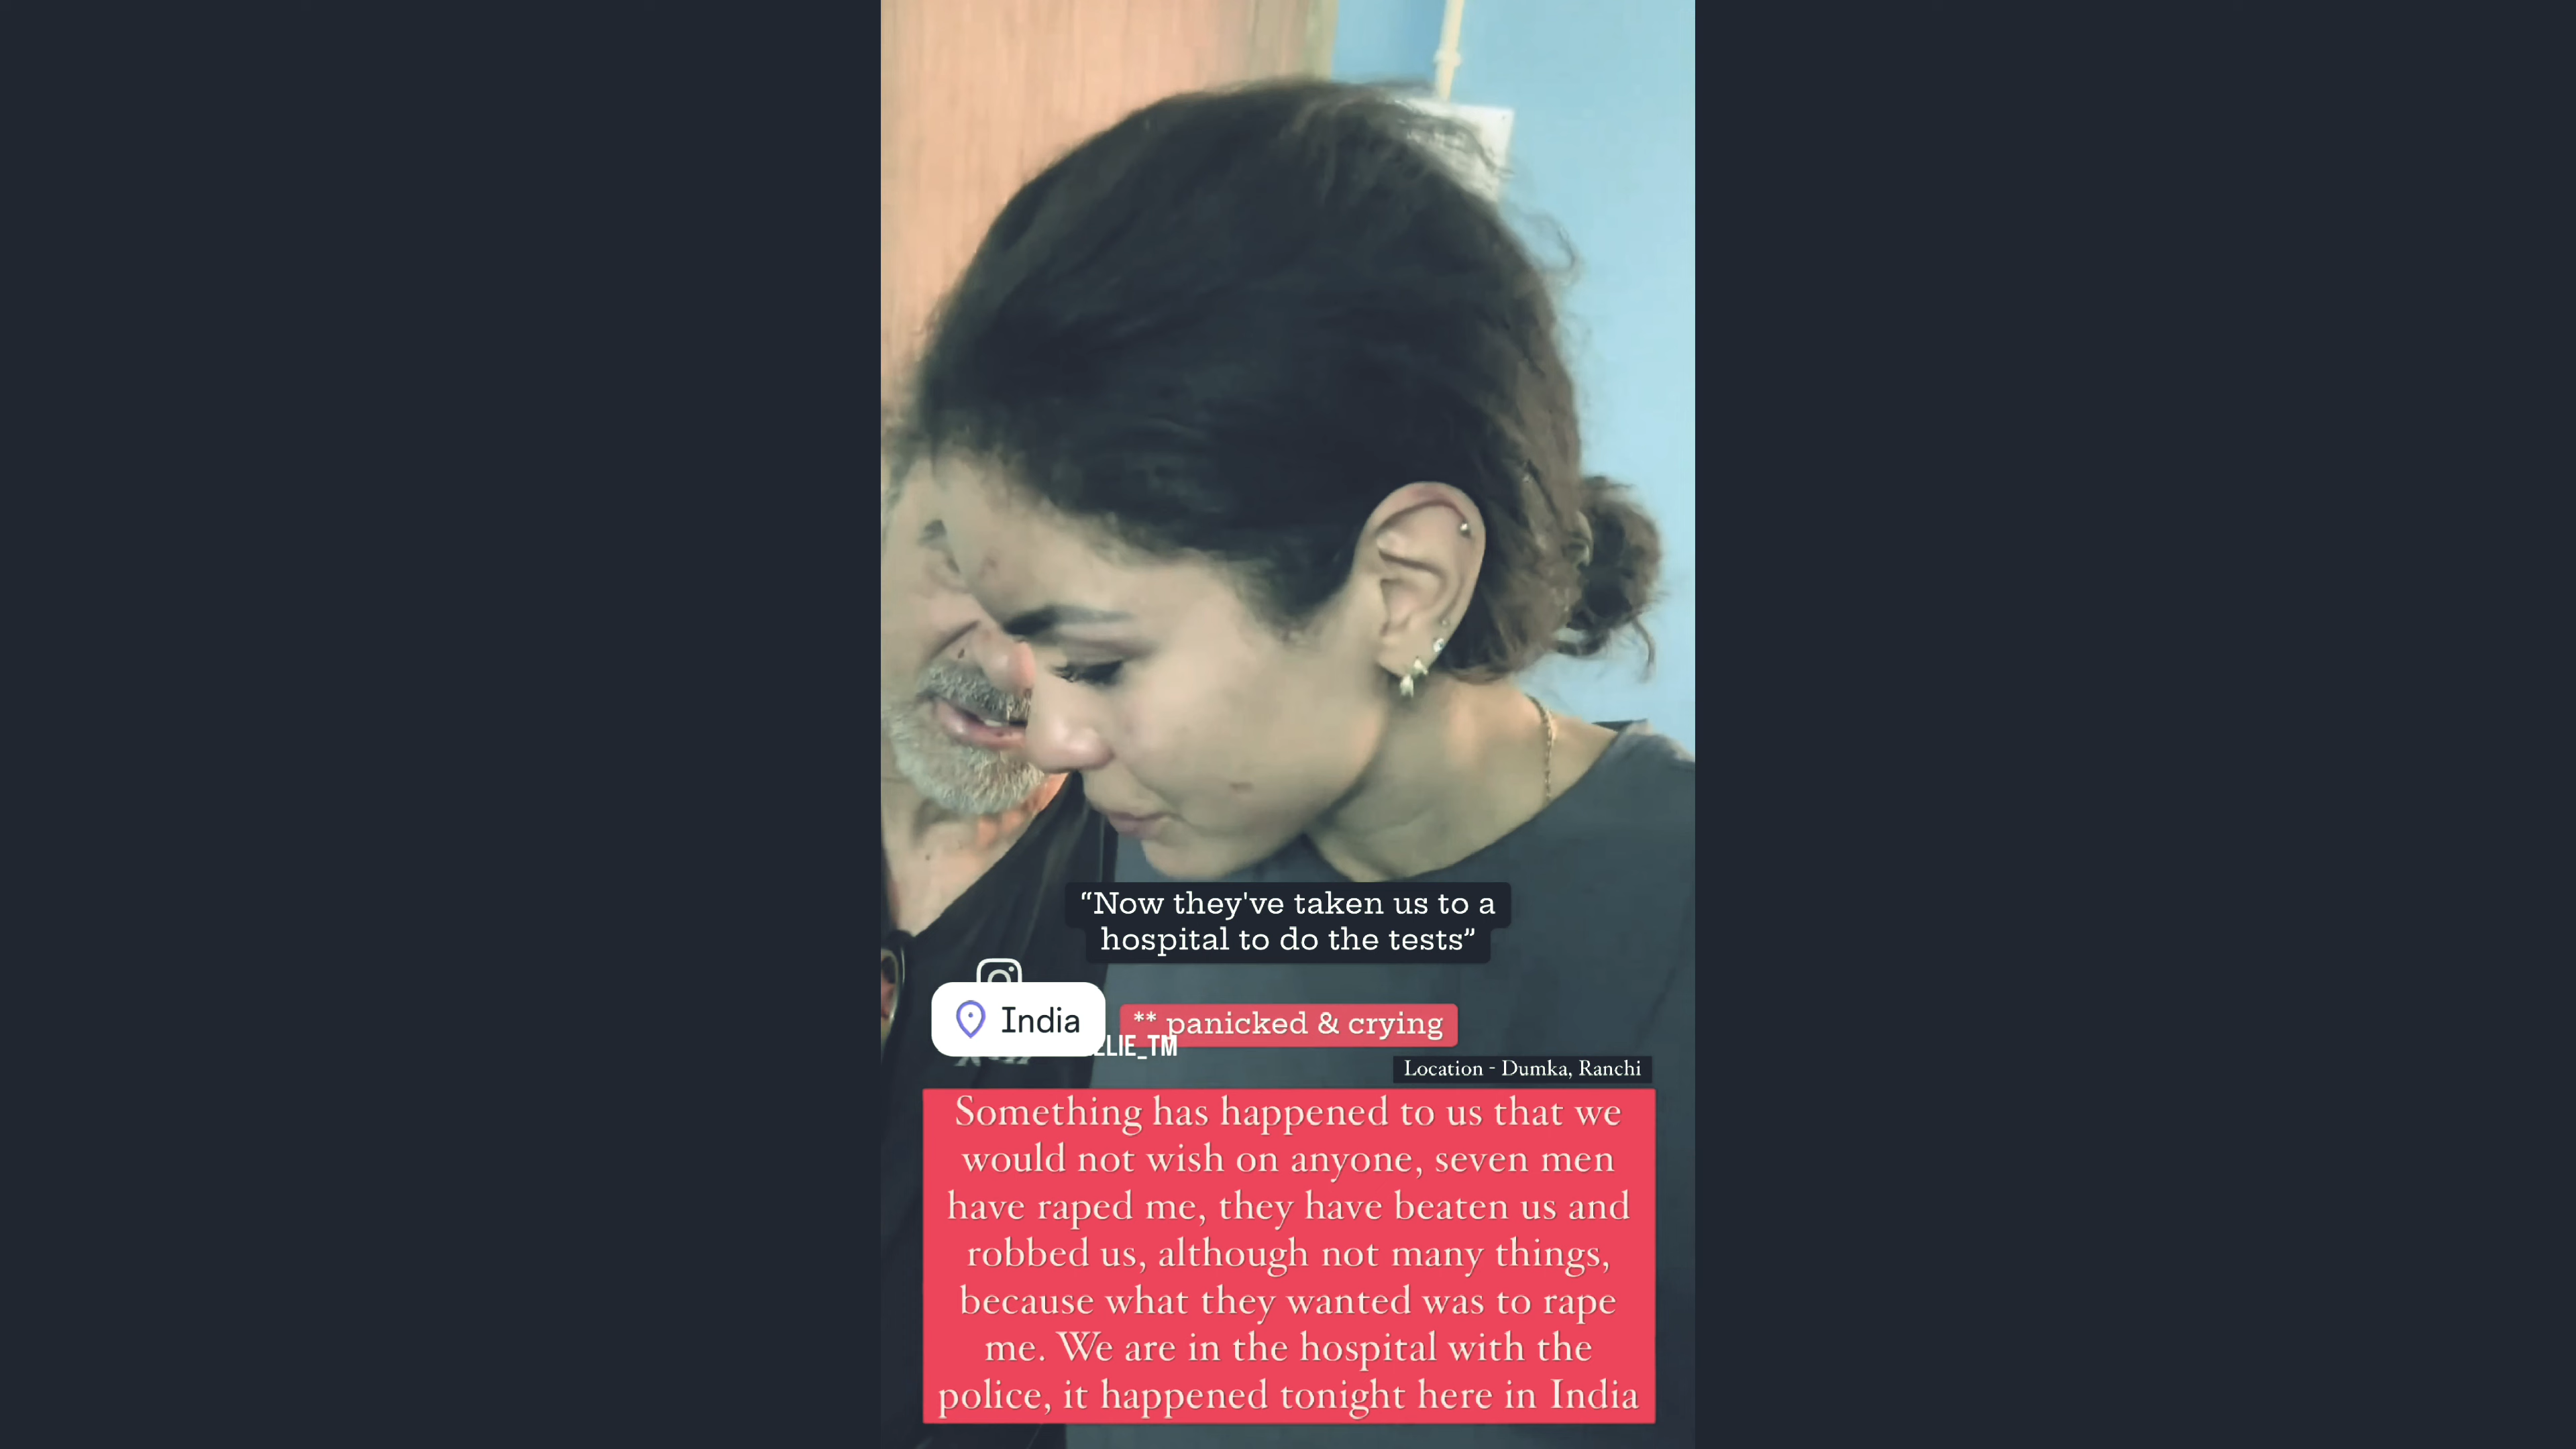 “Now they've taken us to a
hospital to do the tests”
India
** panicked & crying
LLIE_TM
Location - Dumka, Ranchi
Something has happened to us that we
would not wish on anyone, seven men
have raped me, they have beaten us and
robbed us, although not many things,
because what they wanted was to rape
me. We are in the hospital with the
police, it happened tonight here in India